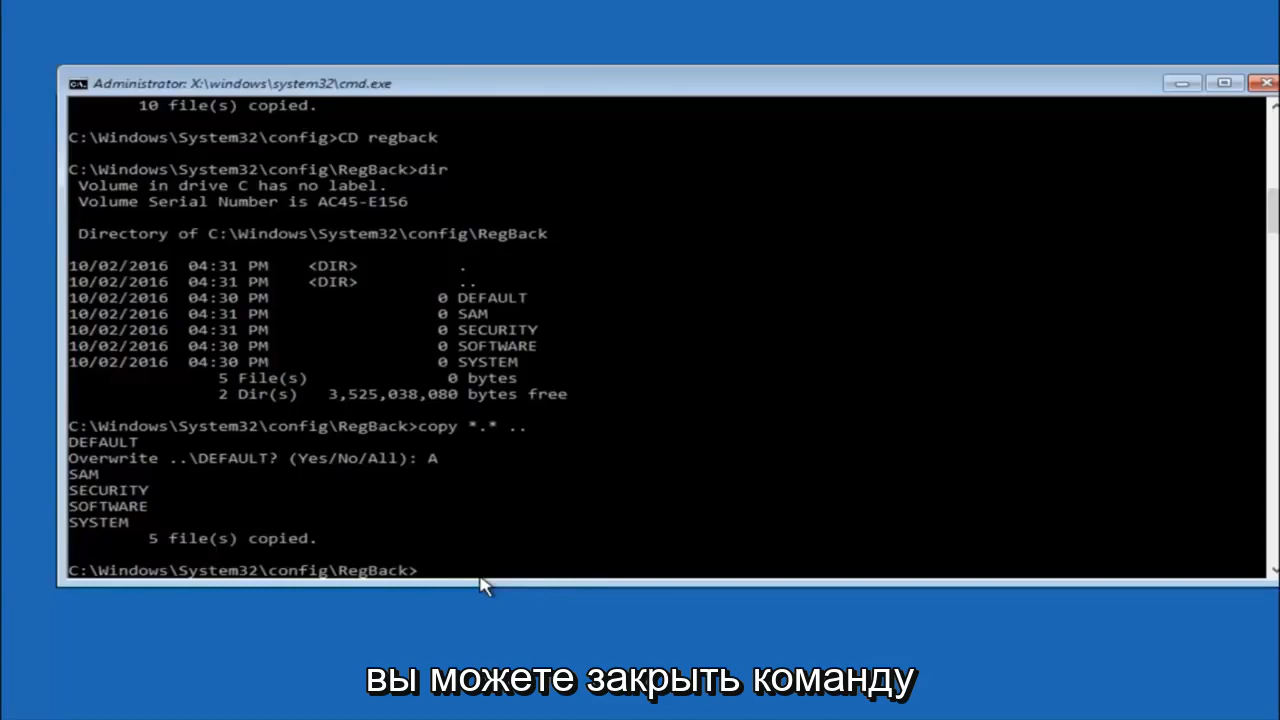 Administrator: X:\windows\system32\cmd.exe
10 file(s) copied.
C:\Windows\System32\config>CD regback
C:\Windows\System32\config\RegBack>dir
Volume in drive C has no label.
Volume Serial Number is AC45-E156
Directory of C:\Windows\System32\config\RegBack
10/02/2016 04:31 PM <DIR> .
10/02/2016 04:31 PM <DIR> ..
10/02/2016 04:30 PM 0 DEFAULT
10/02/2016 04:31 PM 0 SAM
10/02/2016 04:31 PM 0 SECURITY
10/02/2016 04:30 PM 0 SOFTWARE
10/02/2016 04:30 PM 0 SYSTEM
5 File(s) 0 bytes
2 Dir(s) 3,525,038,080 bytes free
C:\Windows\System32\config\RegBack>copy *.* ..
DEFAULT
Overwrite ..\DEFAULT? (Yes/No/All): A
SAM
SECURITY
SOFTWARE
SYSTEM
5 file(s) copied.
C:\Windows\System32\config\RegBack>
вы можете закрыть команду